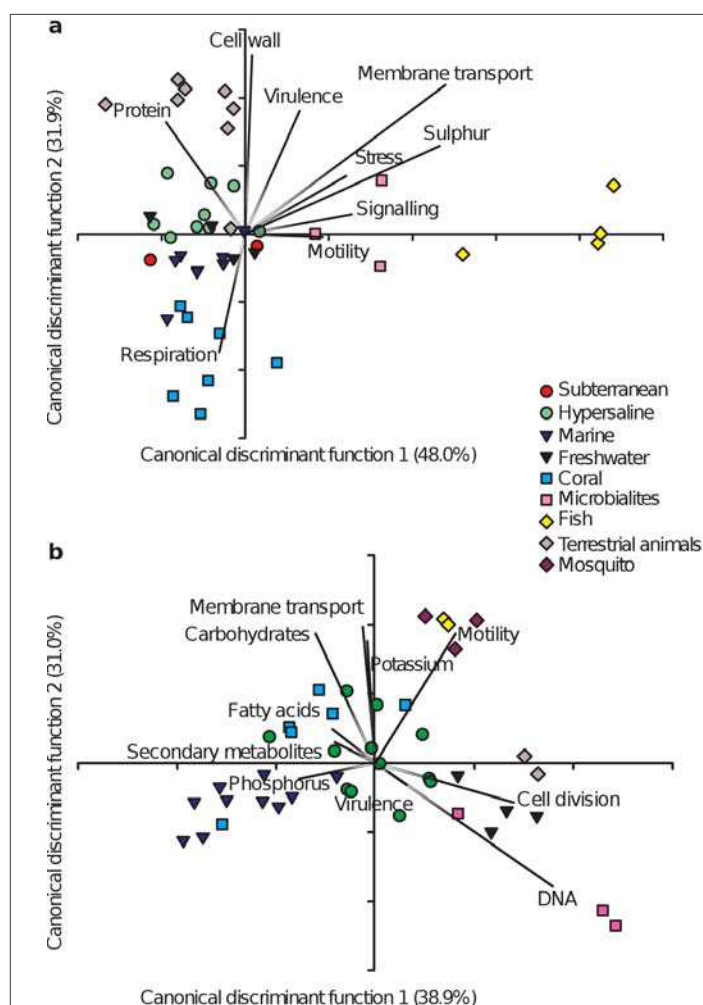 a
Cell wall
Membrane transport
Virulence
Protein
Sulphur
Stress
Signalling
Motility
Respiration
Canonical discriminant function 2 (31.9%)
Canonical discriminant function 1 (48.0%)
Subterranean
Hypersaline
Marine
Freshwater
Coral
Microbialites
Fish
Terrestrial animals
Mosquito
b
Membrane transport
Carbohydrates
Motility
Potassium
Fatty acids
Secondary metabolites
Phosphorus
Virulence
Cell division
DNA
Canonical discriminant function 2 (31.0%)
Canonical discriminant function 1 (38.9%)